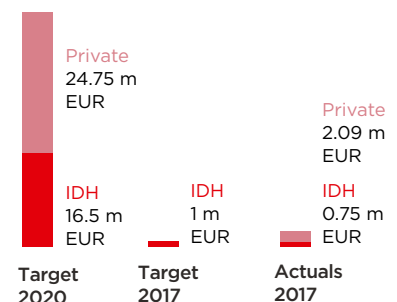 Private
24.75 m
EUR
IDH
16.5 m
EUR
Target
2020
IDH
1 m
EUR
Target
2017
Private
2.09 m
EUR
IDH
0.75 m
EUR
Actuals
2017